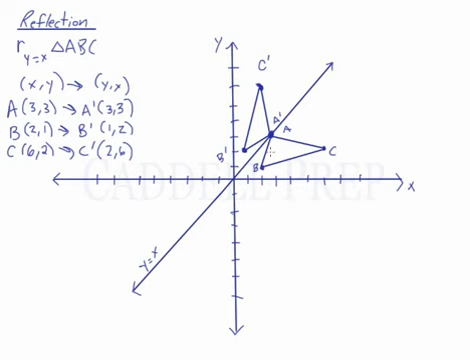 Reflection
r y=x △ABC
(x,y) → (y,x)
A(3,3) → A'(3,3)
B(2,1) → B'(1,2)
C(6,2) → C'(2,6)
y
C'
A'
A
B'
C
B
CADDELL PREP
x
y=x